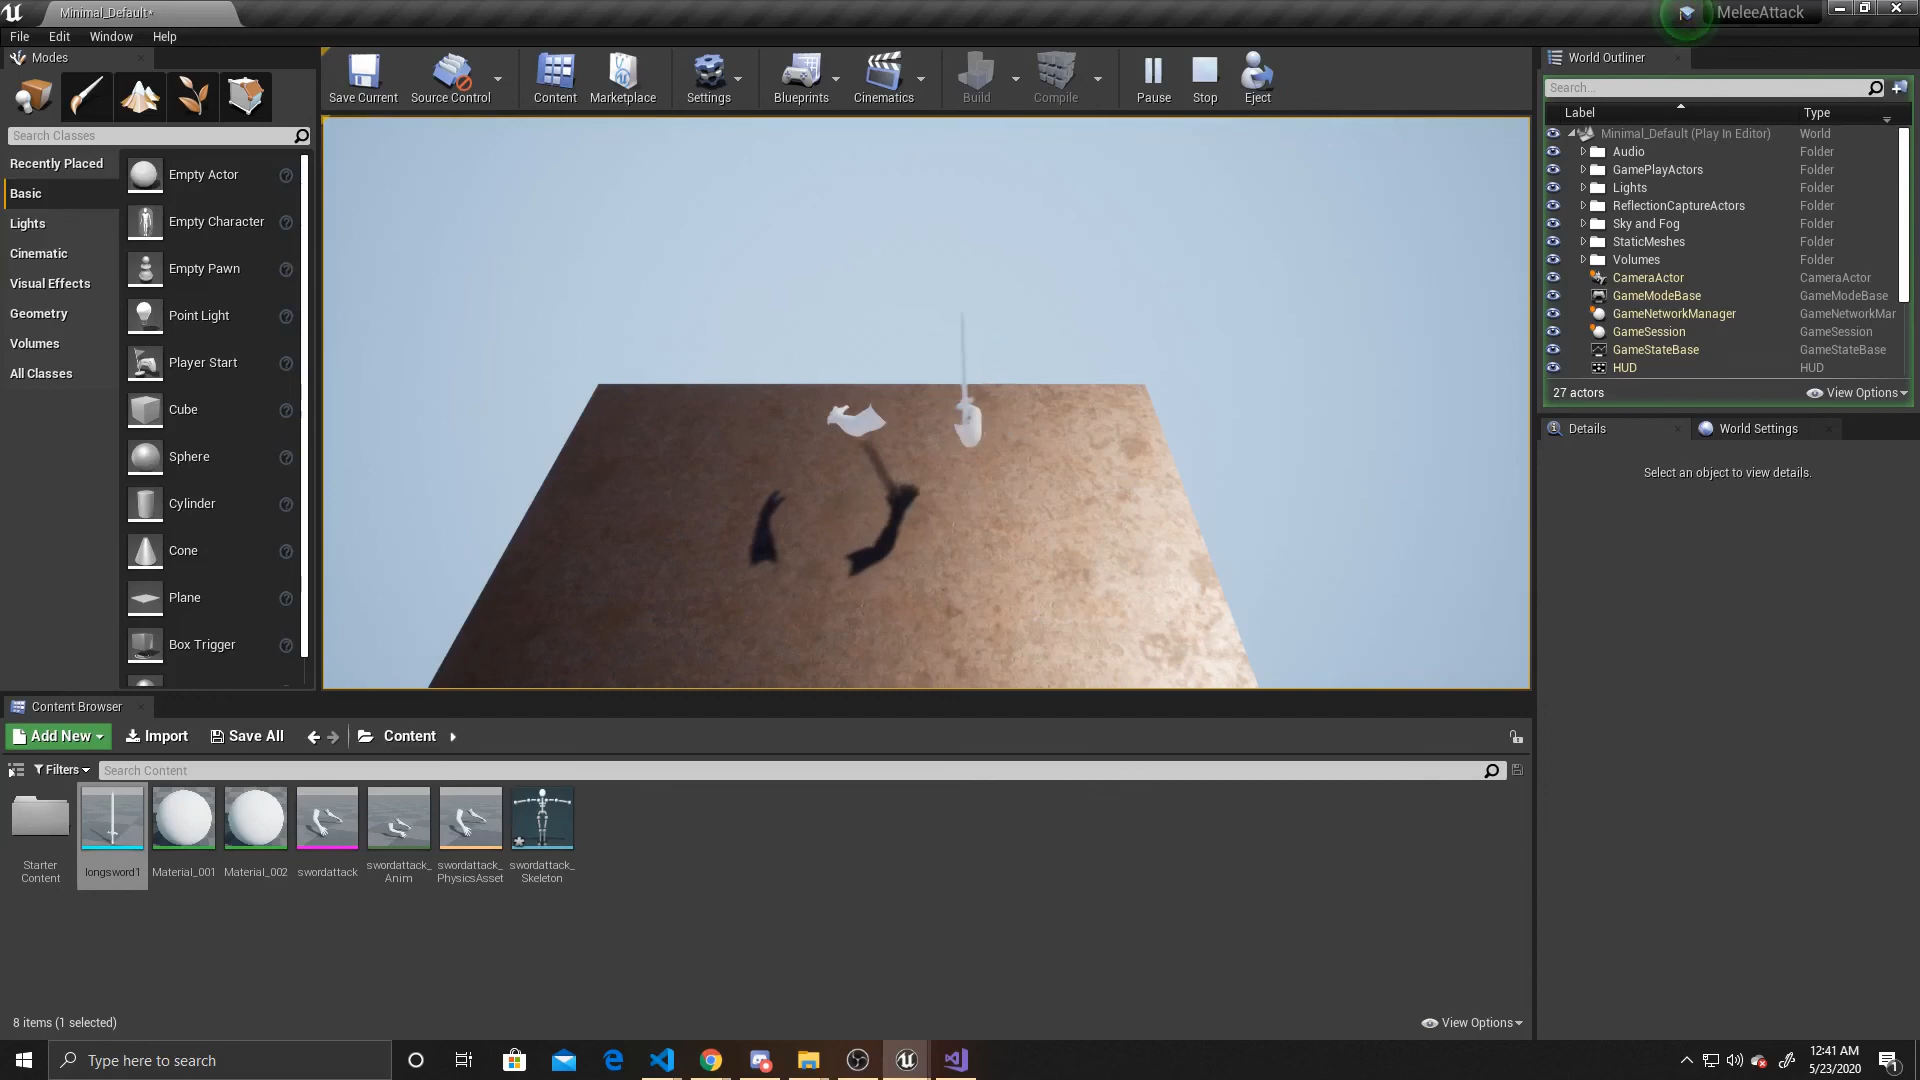 Minimal_Default*
MeleeAttack
File Edit Window Help
Modes
Search Classes
Recently Placed
Basic
Lights
Cinematic
Visual Effects
Geometry
Volumes
All Classes
Empty Actor
Empty Character
Empty Pawn
Point Light
Player Start
Cube
Sphere
Cylinder
Cone
Plane
Box Trigger
Save Current Source Control Content Marketplace Settings Blueprints Cinematics Build Compile Pause Stop Eject
World Outliner
Search...
Label Type
Minimal_Default (Play In Editor) World
Audio Folder
GamePlayActors Folder
Lights Folder
ReflectionCaptureActors Folder
Sky and Fog Folder
StaticMeshes Folder
Volumes Folder
CameraActor CameraActor
GameModeBase GameModeBase
GameNetworkManager GameNetworkMar
GameSession GameSession
GameStateBase GameStateBase
HUD HUD
27 actors View Options
Details World Settings
Select an object to view details.
Content Browser
Add New Import Save All Content
Filters Search Content
Starter
Content
longsword1
Material_001
Material_002
swordattack
swordattack_
Anim
swordattack_
PhysicsAsset
swordattack_
Skeleton
8 items (1 selected) View Options
Type here to search
12:41 AM
5/23/2020
1